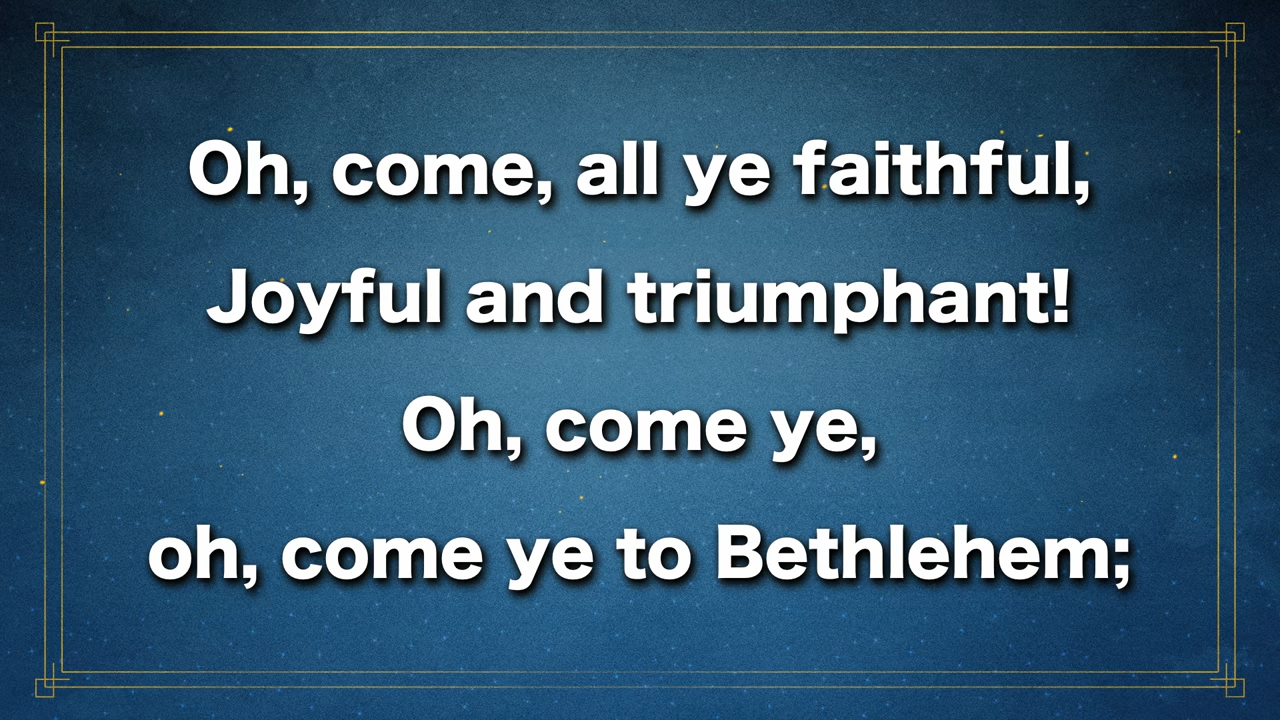 Oh, come, all ye faithful,
Joyful and triumphant!
Oh, come ye,
oh, come ye to Bethlehem;